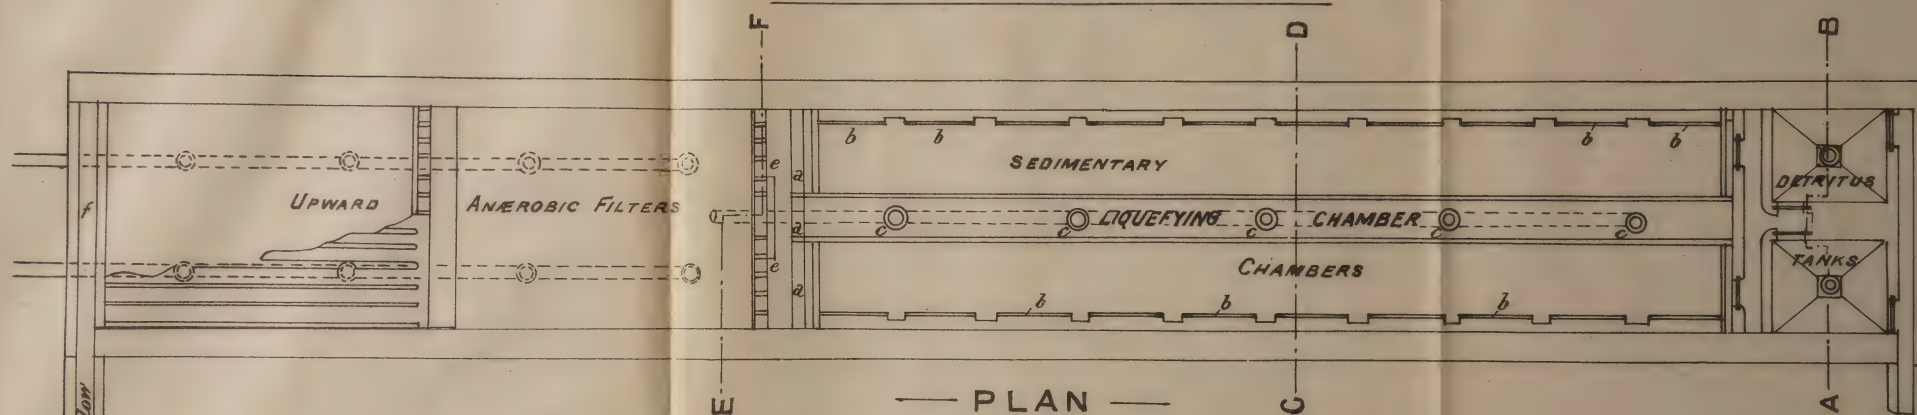 F
D
B
b b b b
SEDIMENTARY
DETRITUS
e a
f
UPWARD
ANÆROBIC FILTERS
a
LIQUEFYING CHAMBER
c c c c c
e a
CHAMBERS
TANKS
b b b
E
PLAN
C
A